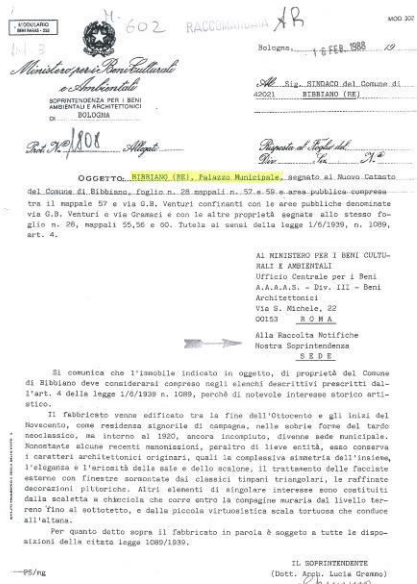 MODULARIO
BENI AMB. - 255
MOD 302
M. 602
RACCOMANDATA AR
Ministero per i Beni Culturali
e Ambientali
SOPRINTENDENZA PER I BENI
AMBIENTALI E ARCHITETTONICI
DI BOLOGNA
Bologna, 16 FEB. 1988 19
Al Sig. SINDACO del Comune di
42021 BIBBIANO (RE)
Prot. N.º 1808 Allegati
Risposta al Foglio del
Div. Sez. N.º
OGGETTO: BIBBIANO (RE), Palazzo Municipale, segnato al Nuovo Catasto
del Comune di Bibbiano, foglio n. 28 mappali n. 57 e 59 e area pubblica compresa
tra il mappale 57 e via G.B. Venturi confinanti con le aree pubbliche denominate
via G.B. Venturi e via Gramsci e con le altre proprietà segnate allo stesso fo-
glio n. 28, mappali 55,56 e 60. Tutela ai sensi della legge 1/6/1939, n. 1089,
art. 4.
AL MINISTERO PER I BENI CULTU-
RALI E AMBIENTALI
Ufficio Centrale per i Beni
A.A.A.A.S. - Div. III - Beni
Architettonici
Via S. Michele, 22
00153 R O M A
Alla Raccolta Notifiche
Nostra Soprintendenza
S E D E
Si comunica che l'immobile indicato in oggetto, di proprietà del Comune
di Bibbiano deve considerarsi compreso negli elenchi descrittivi prescritti dal-
l'art. 4 della legge 1/6/1939 n. 1089, perchè di notevole interesse storico arti-
stico.
Il fabbricato venne edificato tra la fine dell'Ottocento e gli inizi del
Novecento, come residenza signorile di campagna, nelle sobrie forme del tardo
neoclassico, ma intorno al 1920, ancora incompiuto, divenne sede municipale.
Nonostante alcune recenti manomissioni, peraltro di lieve entità, esso conserva
i caratteri architettonici originari, quali la complessiva simmetria dell'insieme,
l'eleganza e l'ariosità delle sale e dello scalone, il trattamento delle facciate
esterne con finestre sormontate dai classici timpani triangolari, le raffinate
decorazioni pittoriche. Altri elementi di singolare interesse sono costituiti
dalla scaletta a chiocciola che corre entro la compagine muraria dal livello ter-
reno fino al sottotetto, e dalla piccola virtuosistica scala tortuosa che conduce
all'altana.
Per quanto detto sopra il fabbricato in parola è soggetto a tutte le dispo-
sizioni della citata legge 1089/1939.
IL SOPRINTENDENTE
(Dott. Arch. Lucia Gremmo)
PS/ng